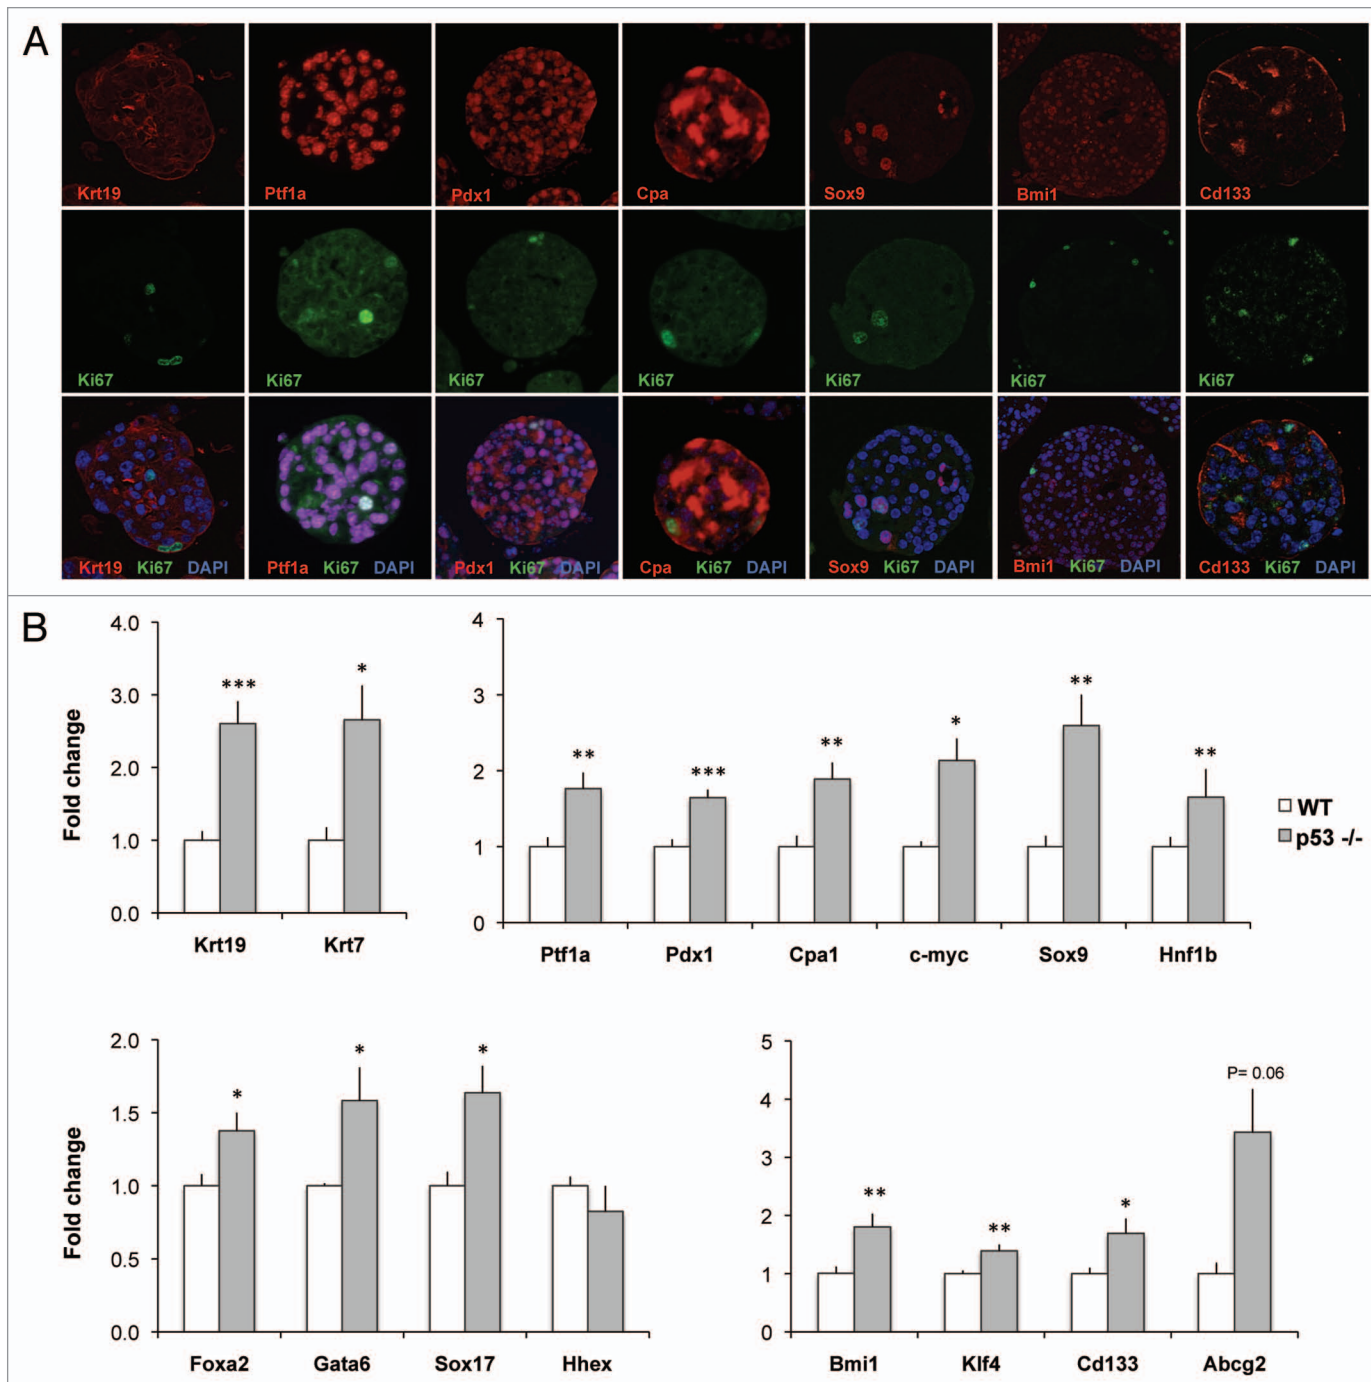 A
Krt19 Ptf1a Pdx1 Cpa Sox9 Bmi1 Cd133
Ki67 Ki67 Ki67 Ki67 Ki67 Ki67 Ki67
Krt19 Ki67 DAPI Ptf1a Ki67 DAPI Pdx1 Ki67 DAPI Cpa Ki67 DAPI Sox9 Ki67 DAPI Bmi1 Ki67 DAPI Cd133 Ki67 DAPI
B
Fold change
4.0
3.0
2.0
1.0
0.0
*** *
Krt19 Krt7
4
3
2
1
0
** *** ** * ** **
Ptf1a Pdx1 Cpa1 c-myc Sox9 Hnf1b
WT
p53 -/-
Fold change
2.0
1.5
1.0
0.5
0.0
* * *
Foxa2 Gata6 Sox17 Hhex
5
4
3
2
1
0
** ** * P= 0.06
Bmi1 Klf4 Cd133 Abcg2